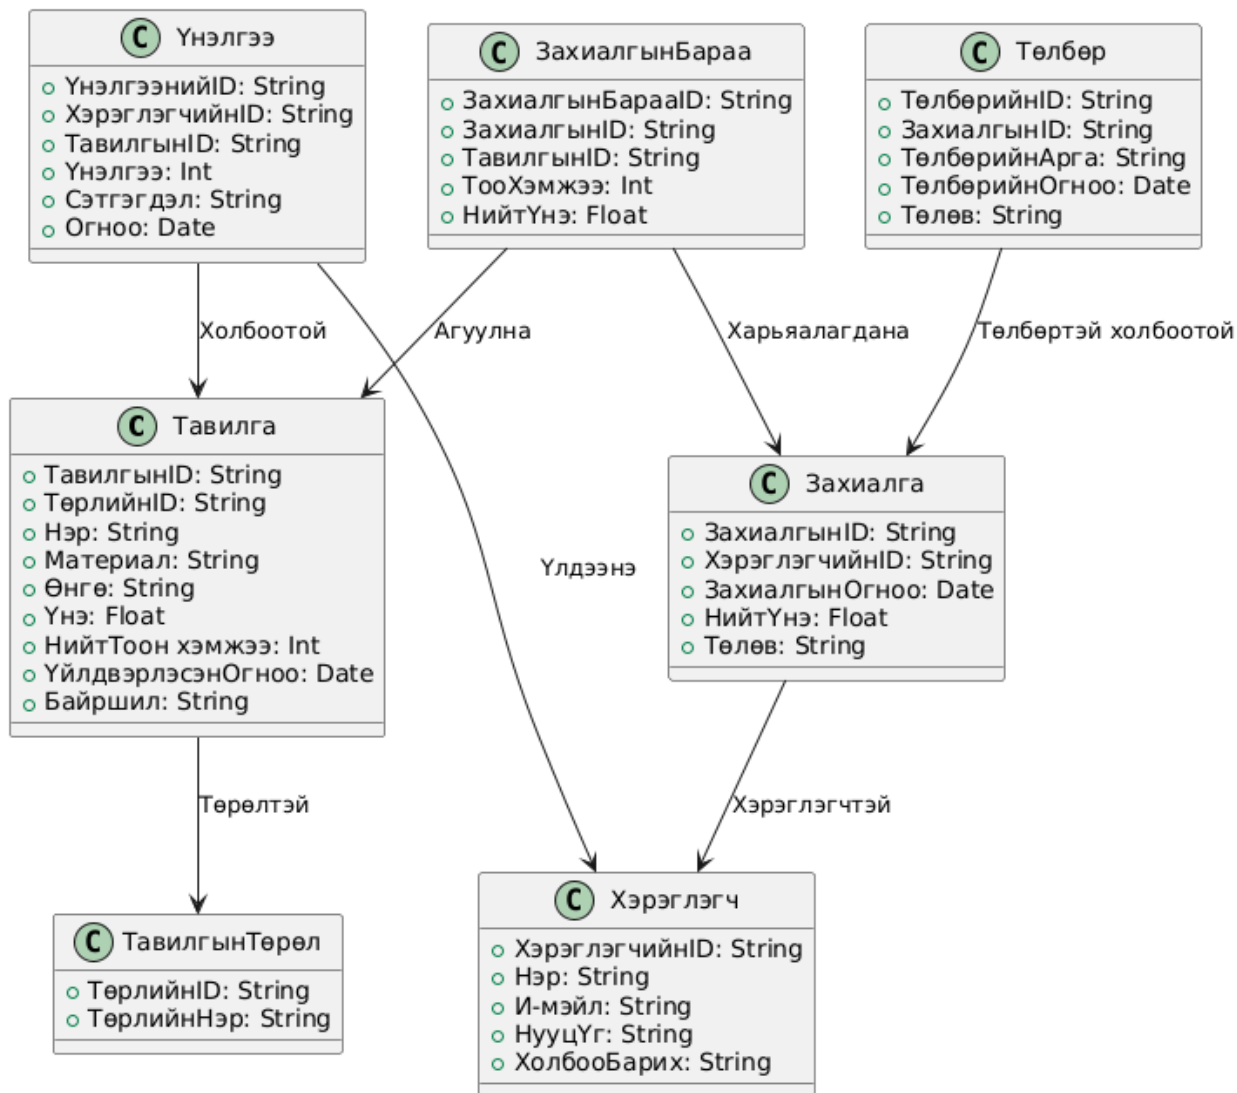 C Үнэлгээ
ҮнэлгээнийID: String
ХэрэглэгчийнID: String
ТавилгынID: String
Үнэлгээ: Int
Сэтгэгдэл: String
Огноо: Date
C ЗахиалгынБараа
ЗахиалгынБарааID: String
ЗахиалгынID: String
ТавилгынID: String
ТооХэмжээ: Int
НийтҮнэ: Float
C Төлбөр
ТөлбөрийнID: String
ЗахиалгынID: String
ТөлбөрийнАрга: String
ТөлбөрийнОгноо: Date
Төлөв: String
Холбоотой
Агуулна
Харьяалагдана
Төлбөртэй холбоотой
C Тавилга
ТавилгынID: String
ТөрлийнID: String
Нэр: String
Материал: String
Өнгө: String
Үнэ: Float
НийтТоон хэмжээ: Int
ҮйлдвэрлэсэнОгноо: Date
Байршил: String
Үлдээнэ
C Захиалга
ЗахиалгынID: String
ХэрэглэгчийнID: String
ЗахиалгынОгноо: Date
НийтҮнэ: Float
Төлөв: String
Төрөлтэй
Хэрэглэгчтэй
C ТавилгынТөрөл
ТөрлийнID: String
ТөрлийнНэр: String
C Хэрэглэгч
ХэрэглэгчийнID: String
Нэр: String
И-мэйл: String
НууцҮг: String
ХолбооБарих: String